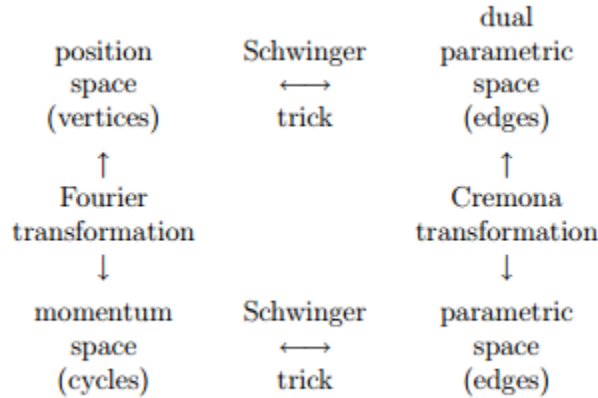 dual
position Schwinger parametric
space ⟷ space
(vertices) trick (edges)
↑ ↑
Fourier Cremona
transformation transformation
↓ ↓
momentum Schwinger parametric
space ⟷ space
(cycles) trick (edges)